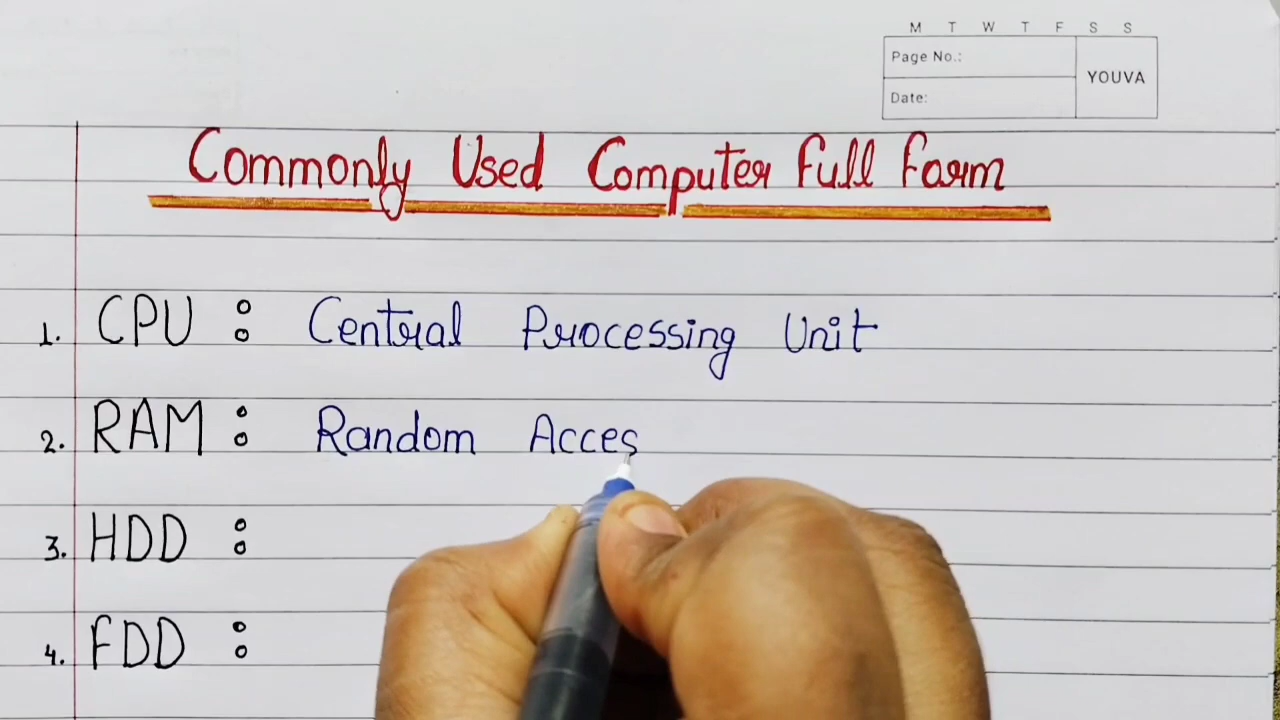 M T W T F S S
Page No.:
YOUVA
Date:
Commonly Used Computer Full Form
1. CPU : Central Processing Unit
2. RAM : Random Acces
3. HDD :
4. FDD :